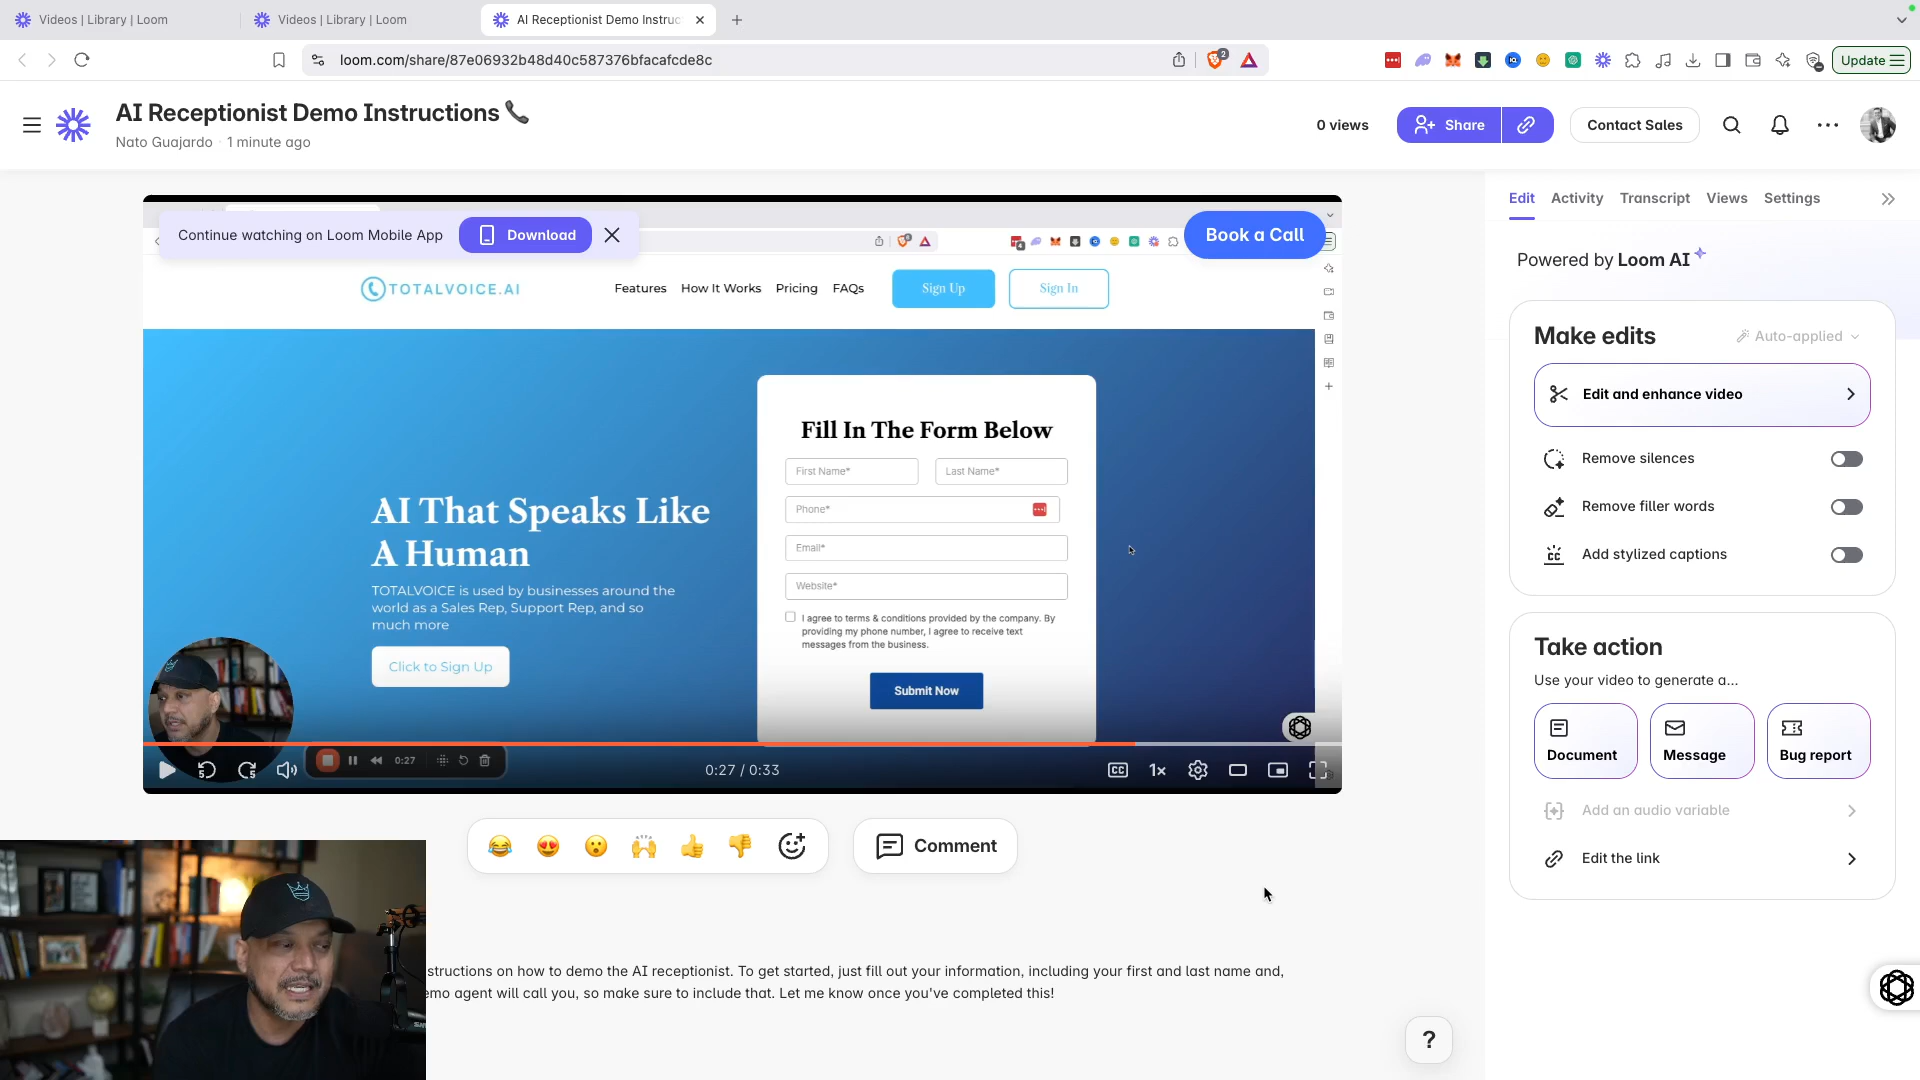 Videos | Library | Loom
Videos | Library | Loom
AI Receptionist Demo Instruc
loom.com/share/87e06932b48d40c587376bfacafcde8c
2
Update
AI Receptionist Demo Instructions
Nato Guajardo · 1 minute ago
0 views
Share
Contact Sales
Continue watching on Loom Mobile App
Download
Book a Call
TOTALVOICE.AI
Features
How It Works
Pricing
FAQs
Sign Up
Sign In
Fill In The Form Below
First Name*
Last Name*
Phone*
Email*
Website*
I agree to terms & conditions provided by the company. By
providing my phone number, I agree to receive text
messages from the business.
Submit Now
AI That Speaks Like
A Human
TOTALVOICE is used by businesses around the
world as a Sales Rep, Support Rep, and so
much more
Click to Sign Up
0:27
5
5
0:27 / 0:33
CC
1x
Comment
structions on how to demo the AI receptionist. To get started, just fill out your information, including your first and last name and,
emo agent will call you, so make sure to include that. Let me know once you've completed this!
Edit
Activity
Transcript
Views
Settings
Powered by Loom AI
Make edits
Auto-applied
Edit and enhance video
Remove silences
Remove filler words
CC
Add stylized captions
Take action
Use your video to generate a...
Document
Message
Bug report
Add an audio variable
Edit the link
?